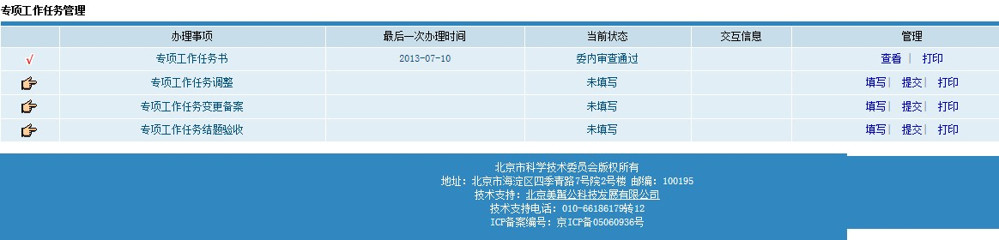 专项工作任务管理
办理事项 最后一次办理时间 当前状态 交互信息 管理
√ 专项工作任务书 2013-07-10 委内审查通过 查看 | 打印
专项工作任务调整 未填写 填写| 提交| 打印
专项工作任务变更备案 未填写 填写| 提交| 打印
专项工作任务结题验收 未填写 填写| 提交| 打印
北京市科学技术委员会版权所有
地址：北京市海淀区四季青路7号院2号楼 邮编：100195
技术支持：北京美髯公科技发展有限公司
技术支持电话：010-66186179转12
ICP备案编号：京ICP备05060936号